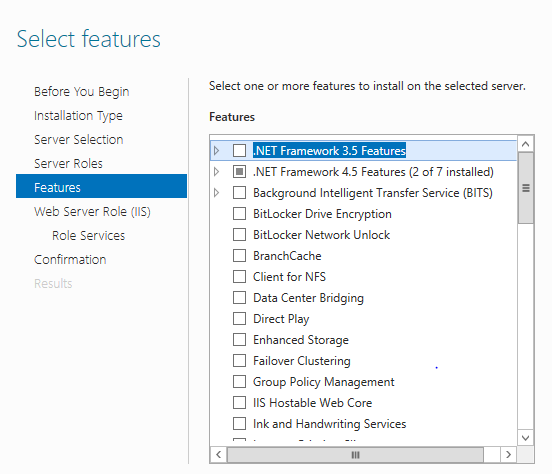 Select features
Before You Begin
Installation Type
Server Selection
Server Roles
Features
Web Server Role (IIS)
Role Services
Confirmation
Results
Select one or more features to install on the selected server.
Features
.NET Framework 3.5 Features
.NET Framework 4.5 Features (2 of 7 installed)
Background Intelligent Transfer Service (BITS)
BitLocker Drive Encryption
BitLocker Network Unlock
BranchCache
Client for NFS
Data Center Bridging
Direct Play
Enhanced Storage
Failover Clustering
Group Policy Management
IIS Hostable Web Core
Ink and Handwriting Services